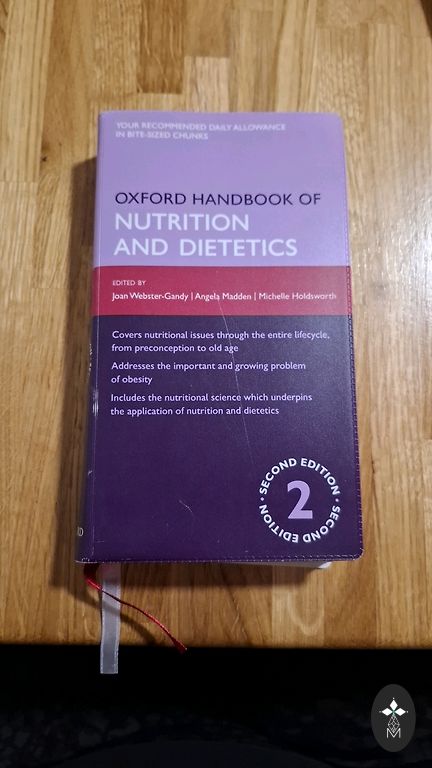 YOUR RECOMMENDED DAILY ALLOWANCE
IN BITE-SIZED CHUNKS
OXFORD HANDBOOK OF
NUTRITION
AND DIETETICS
EDITED BY
Joan Webster-Gandy | Angela Madden | Michelle Holdsworth
Covers nutritional issues through the entire lifecycle,
from preconception to old age
Addresses the important and growing problem
of obesity
Includes the nutritional science which underpins
the application of nutrition and dietetics
SECOND EDITION • SECOND EDITION •
2